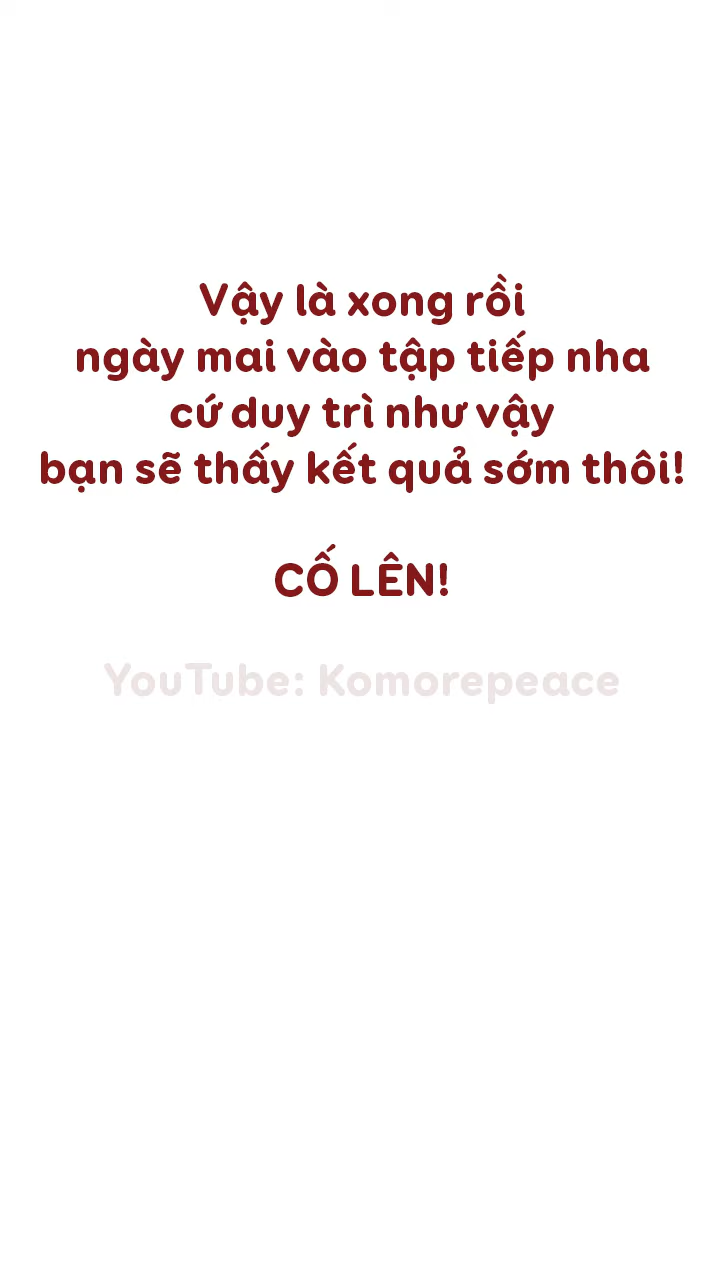 Vậy là xong rồi
ngày mai vào tập tiếp nha
cứ duy trì như vậy
bạn sẽ thấy kết quả sớm thôi!
CỐ LÊN!
YouTube: Komorepeace